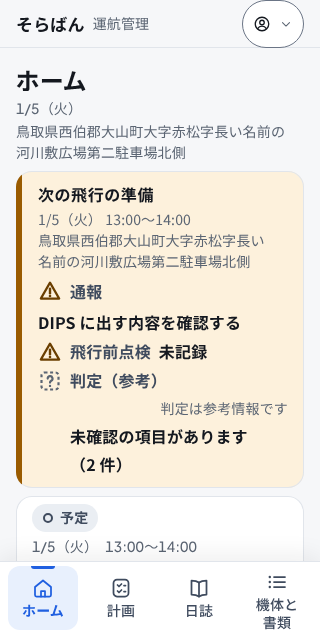 そらばん 運航管理
ホーム
1/5（火）
鳥取県西伯郡大山町大字赤松字長い名前の
河川敷広場第二駐車場北側
次の飛行の準備
1/5（火） 13:00〜14:00
鳥取県西伯郡大山町大字赤松字長い
名前の河川敷広場第二駐車場北側
通報
DIPS に出す内容を確認する
飛行前点検 未記録
判定（参考）
判定は参考情報です
未確認の項目があります
（2 件）
予定
1/5（火） 13:00〜14:00
ホーム
計画
日誌
機体と
書類